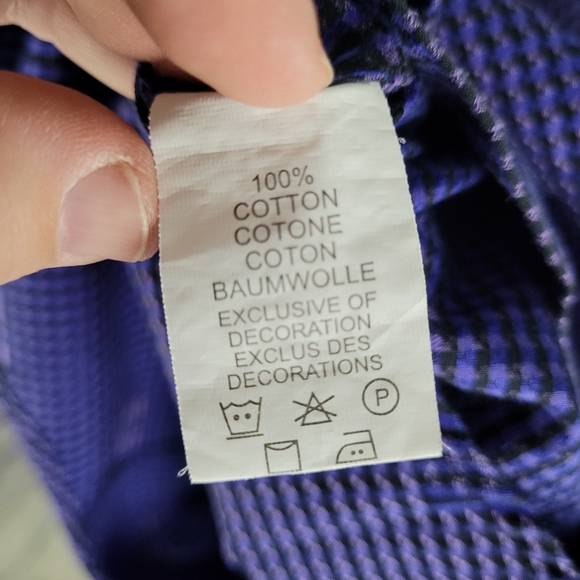 100%
COTTON
COTONE
COTON
BAUMWOLLE
EXCLUSIVE OF
DECORATION
EXCLUS DES
DECORATIONS
P